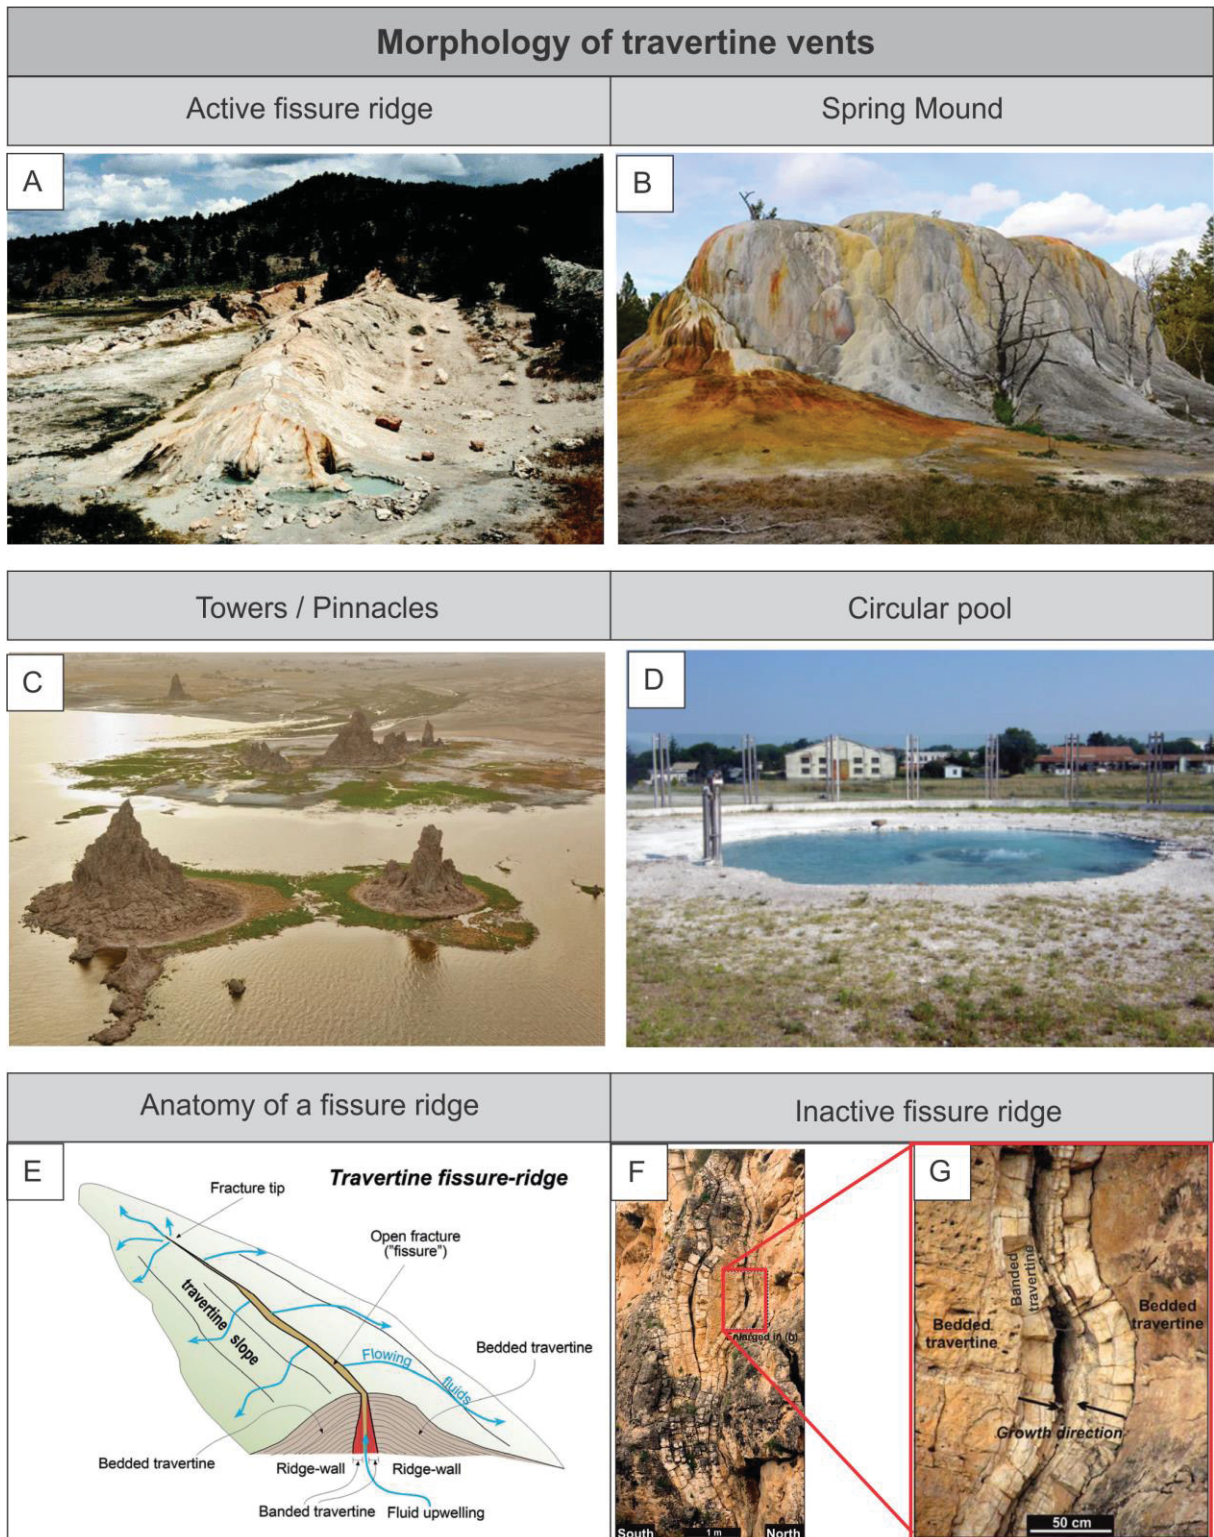 Morphology of travertine vents
Active fissure ridge
Spring Mound
A
B
Towers / Pinnacles
Circular pool
C
D
Anatomy of a fissure ridge
Inactive fissure ridge
E
Travertine fissure-ridge
Fracture tip
Open fracture
("fissure")
travertine
slope
Flowing
fluids
Bedded travertine
Bedded travertine
Ridge-wall
Ridge-wall
Banded travertine
Fluid upwelling
F
Enlarged in (b)
South
1 m
North
G
Banded
travertine
Bedded
travertine
Bedded
travertine
Growth direction
50 cm